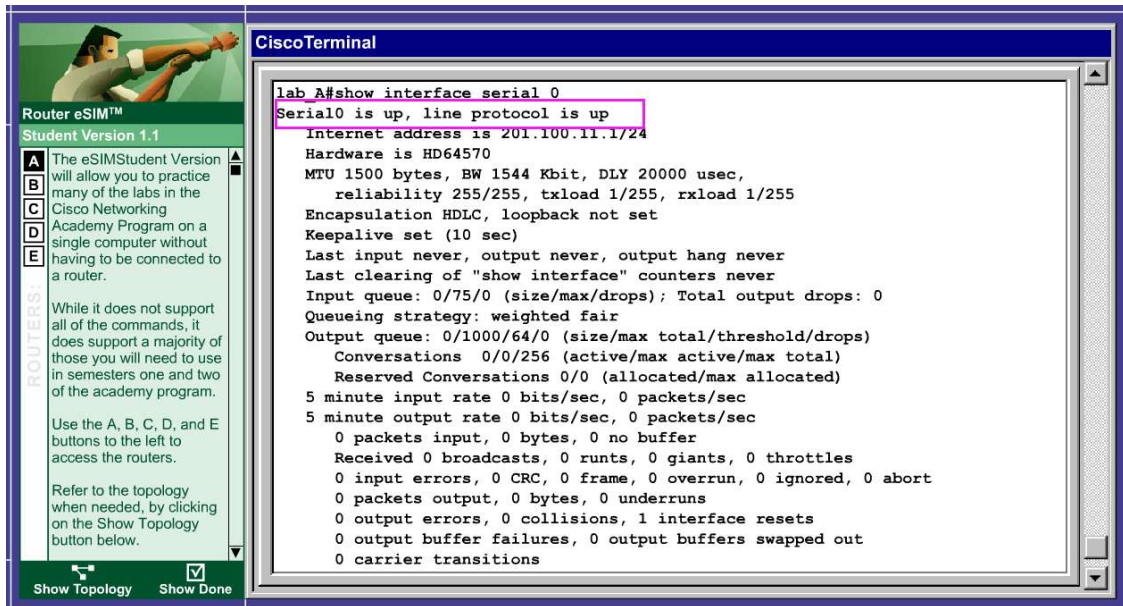 Router eSIM™
Student Version 1.1
A
B
C
D
E
ROUTERS:
The eSIMStudent Version
will allow you to practice
many of the labs in the
Cisco Networking
Academy Program on a
single computer without
having to be connected to
a router.
While it does not support
all of the commands, it
does support a majority of
those you will need to use
in semesters one and two
of the academy program.
Use the A, B, C, D, and E
buttons to the left to
access the routers.
Refer to the topology
when needed, by clicking
on the Show Topology
button below.
Show Topology
Show Done
CiscoTerminal
lab_A#show interface serial 0
Serial0 is up, line protocol is up
Internet address is 201.100.11.1/24
Hardware is HD64570
MTU 1500 bytes, BW 1544 Kbit, DLY 20000 usec,
reliability 255/255, txload 1/255, rxload 1/255
Encapsulation HDLC, loopback not set
Keepalive set (10 sec)
Last input never, output never, output hang never
Last clearing of "show interface" counters never
Input queue: 0/75/0 (size/max/drops); Total output drops: 0
Queueing strategy: weighted fair
Output queue: 0/1000/64/0 (size/max total/threshold/drops)
Conversations 0/0/256 (active/max active/max total)
Reserved Conversations 0/0 (allocated/max allocated)
5 minute input rate 0 bits/sec, 0 packets/sec
5 minute output rate 0 bits/sec, 0 packets/sec
0 packets input, 0 bytes, 0 no buffer
Received 0 broadcasts, 0 runts, 0 giants, 0 throttles
0 input errors, 0 CRC, 0 frame, 0 overrun, 0 ignored, 0 abort
0 packets output, 0 bytes, 0 underruns
0 output errors, 0 collisions, 1 interface resets
0 output buffer failures, 0 output buffers swapped out
0 carrier transitions